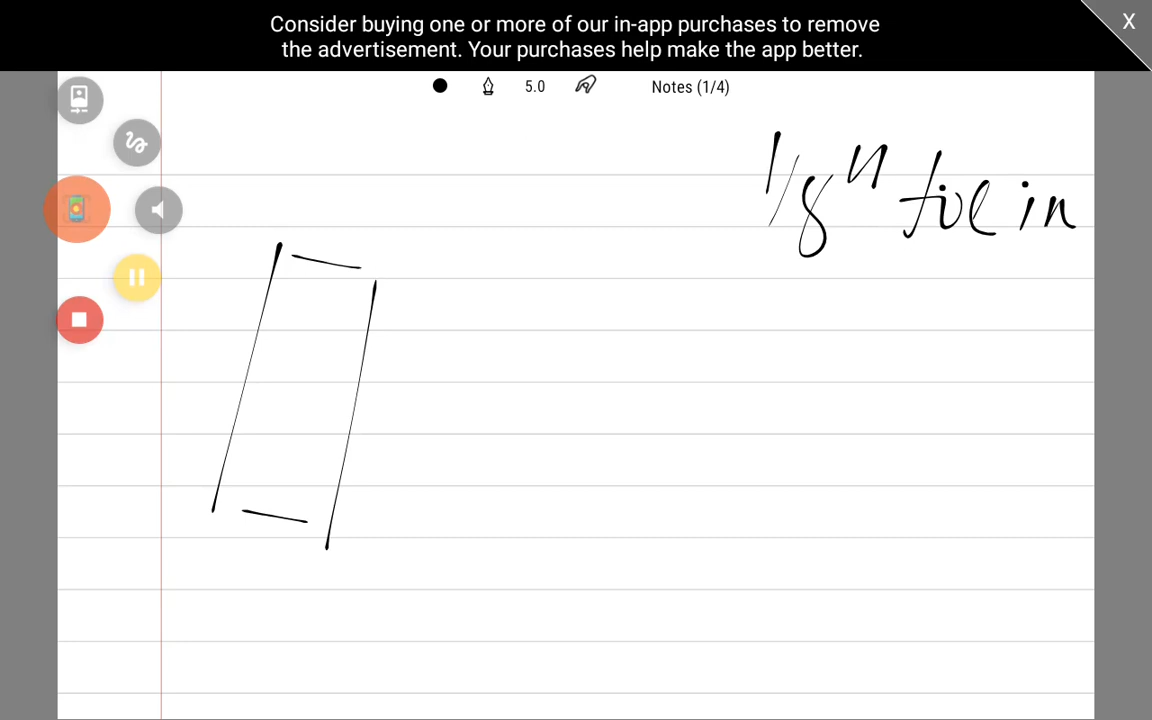 Consider buying one or more of our in-app purchases to remove
the advertisement. Your purchases help make the app better.
X
5.0
Notes (1/4)
1/8" toe in